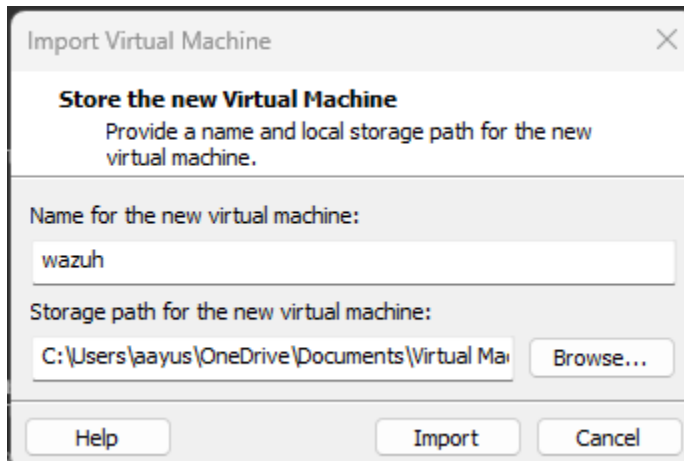 Import Virtual Machine
Store the new Virtual Machine
Provide a name and local storage path for the new
virtual machine.
Name for the new virtual machine:
wazuh
Storage path for the new virtual machine:
C:\Users\aayus\OneDrive\Documents\Virtual Mac
Browse...
Help
Import
Cancel